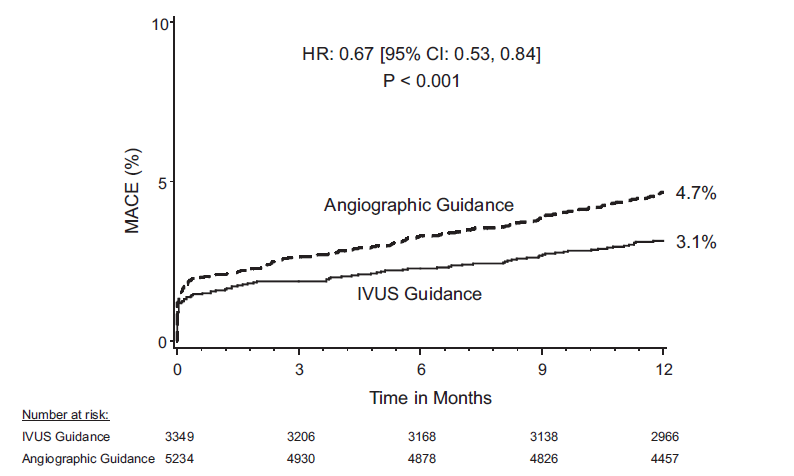 10
HR: 0.67 [95% CI: 0.53, 0.84]
P < 0.001
MACE (%)
5
Angiographic Guidance
4.7%
3.1%
IVUS Guidance
0
0 3 6 9 12
Time in Months
Number at risk:
IVUS Guidance 3349 3206 3168 3138 2966
Angiographic Guidance 5234 4930 4878 4826 4457